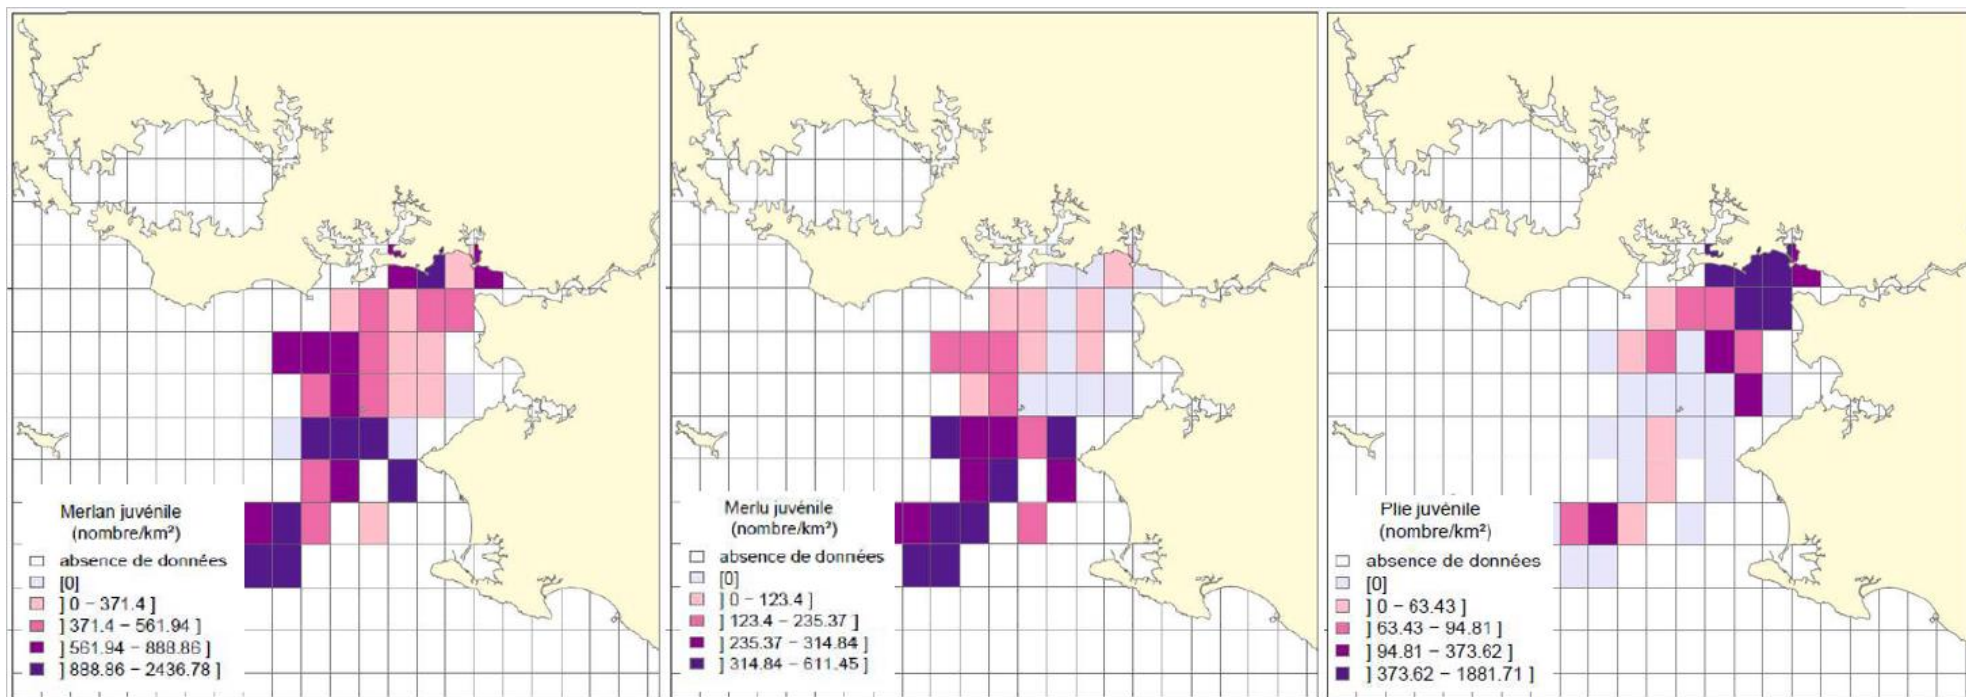 Merlan juvénile
(nombre/km²)
absence de données
[0]
] 0 – 371.4 ]
] 371.4 – 561.94 ]
] 561.94 – 888.86 ]
] 888.86 – 2436.78 ]
Merlu juvénile
(nombre/km²)
absence de données
[0]
] 0 – 123.4 ]
] 123.4 – 235.37 ]
] 235.37 – 314.84 ]
] 314.84 – 611.45 ]
Plie juvénile
(nombre/km²)
absence de données
[0]
] 0 – 63.43 ]
] 63.43 – 94.81 ]
] 94.81 – 373.62 ]
] 373.62 – 1881.71 ]